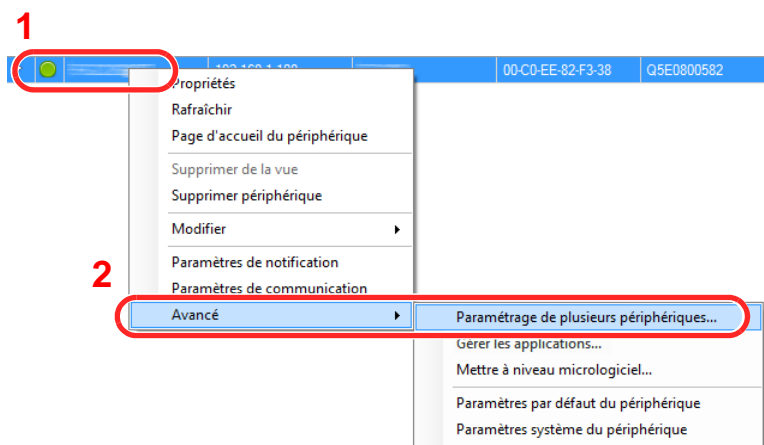 1
00-C0-EE-82-F3-38 Q5E0800582
Propriétés
Rafraîchir
Page d'accueil du périphérique
Supprimer de la vue
Supprimer périphérique
Modifier
Paramètres de notification
2
Paramètres de communication
Avancé
Paramétrage de plusieurs périphériques...
Gérer les applications...
Mettre à niveau micrologiciel...
Paramètres par défaut du périphérique
Paramètres système du périphérique